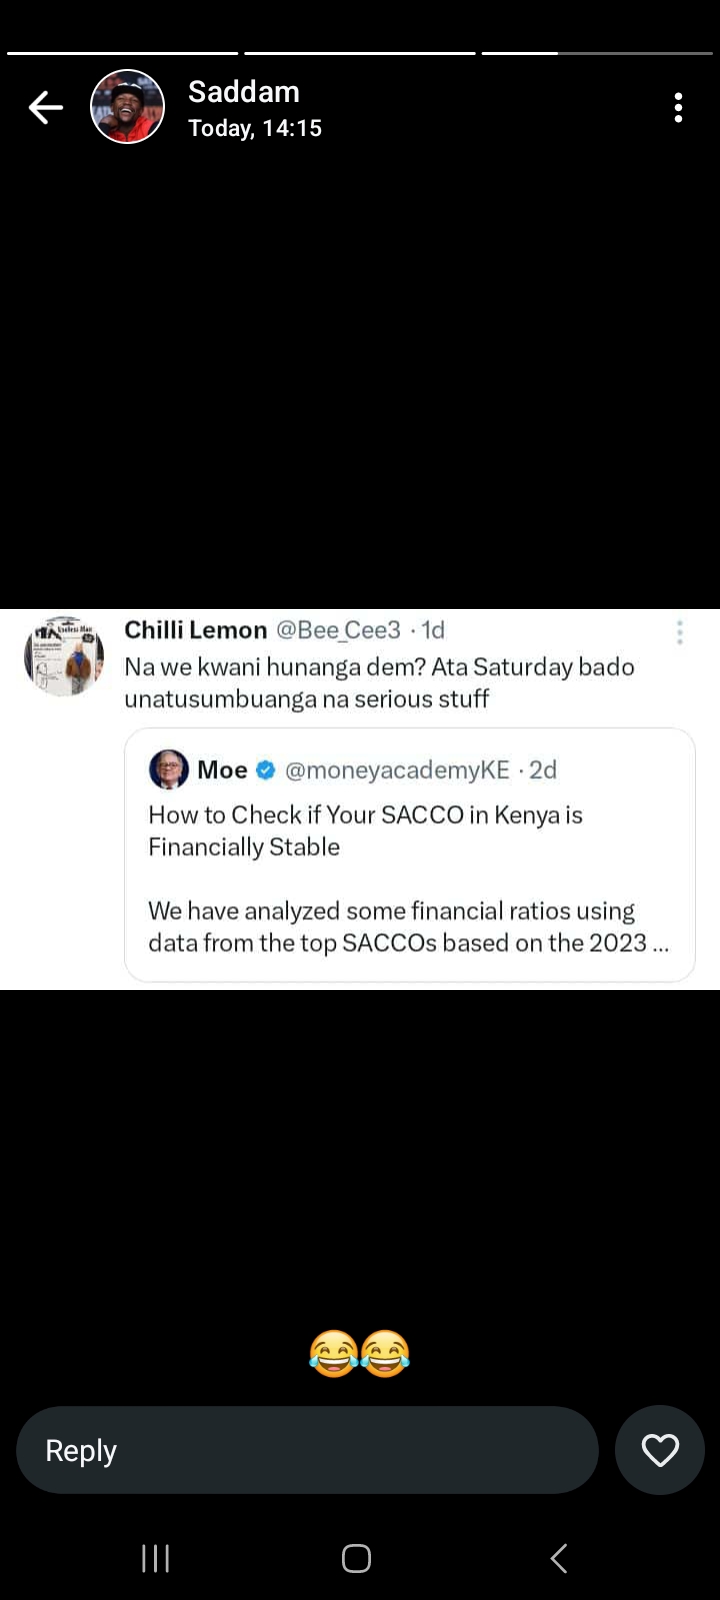 Saddam
Today, 14:15
Chilli Lemon @Bee_Cee3 · 1d
Na we kwani hunanga dem? Ata Saturday bado
unatusumbuanga na serious stuff
Moe @moneyacademyKE · 2d
How to Check if Your SACCO in Kenya is
Financially Stable
We have analyzed some financial ratios using
data from the top SACCOs based on the 2023 ...
😂😂
Reply